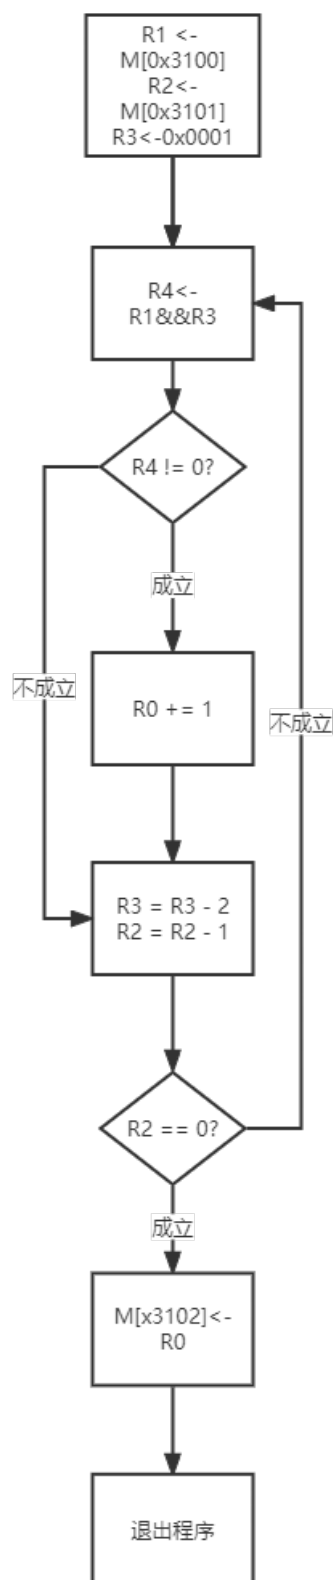 R1 <-
M[0x3100]
R2<-
M[0x3101]
R3<-0x0001
R4<-
R1&&R3
R4 != 0?
成立
不成立
R0 += 1
不成立
R3 = R3 - 2
R2 = R2 - 1
R2 == 0?
成立
M[x3102]<-
R0
退出程序